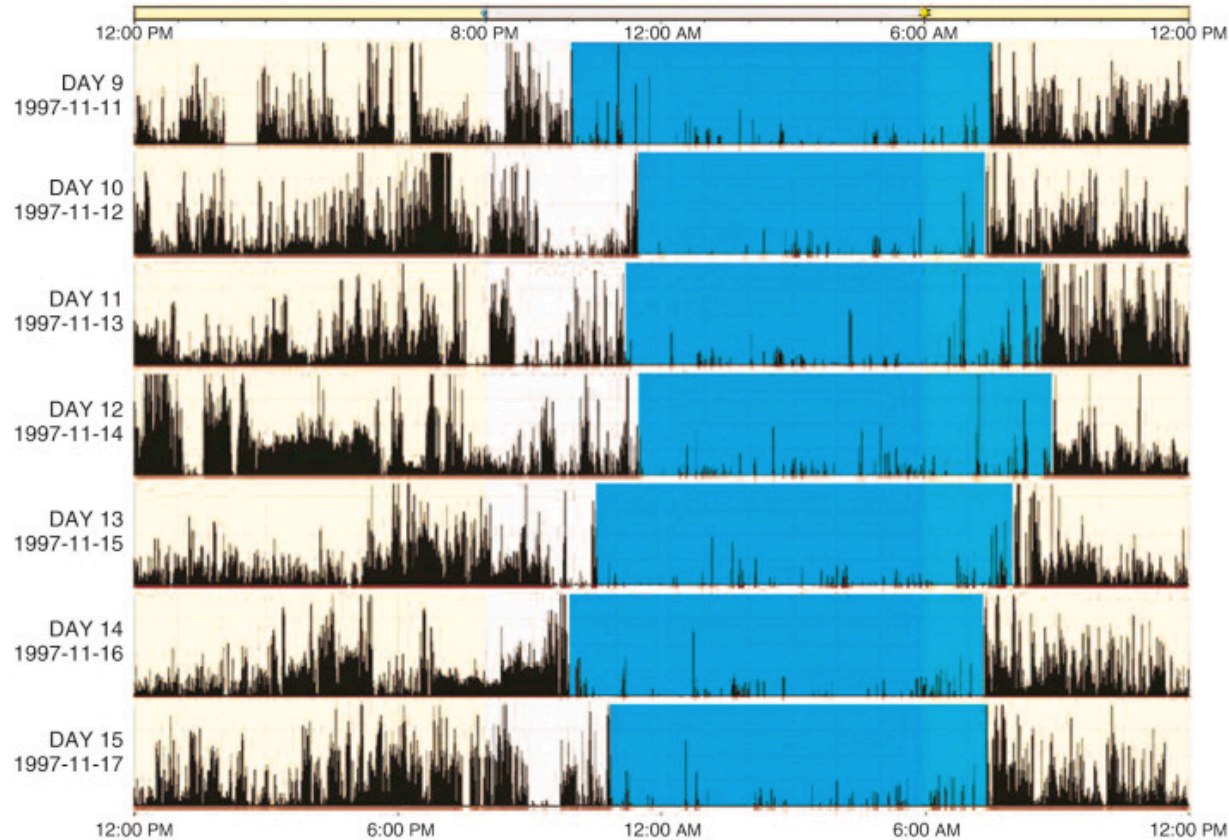 12:00 PM 8:00 PM 12:00 AM 6:00 AM 12:00 PM
DAY 9
1997-11-11
DAY 10
1997-11-12
DAY 11
1997-11-13
DAY 12
1997-11-14
DAY 13
1997-11-15
DAY 14
1997-11-16
DAY 15
1997-11-17
12:00 PM 6:00 PM 12:00 AM 6:00 AM 12:00 PM